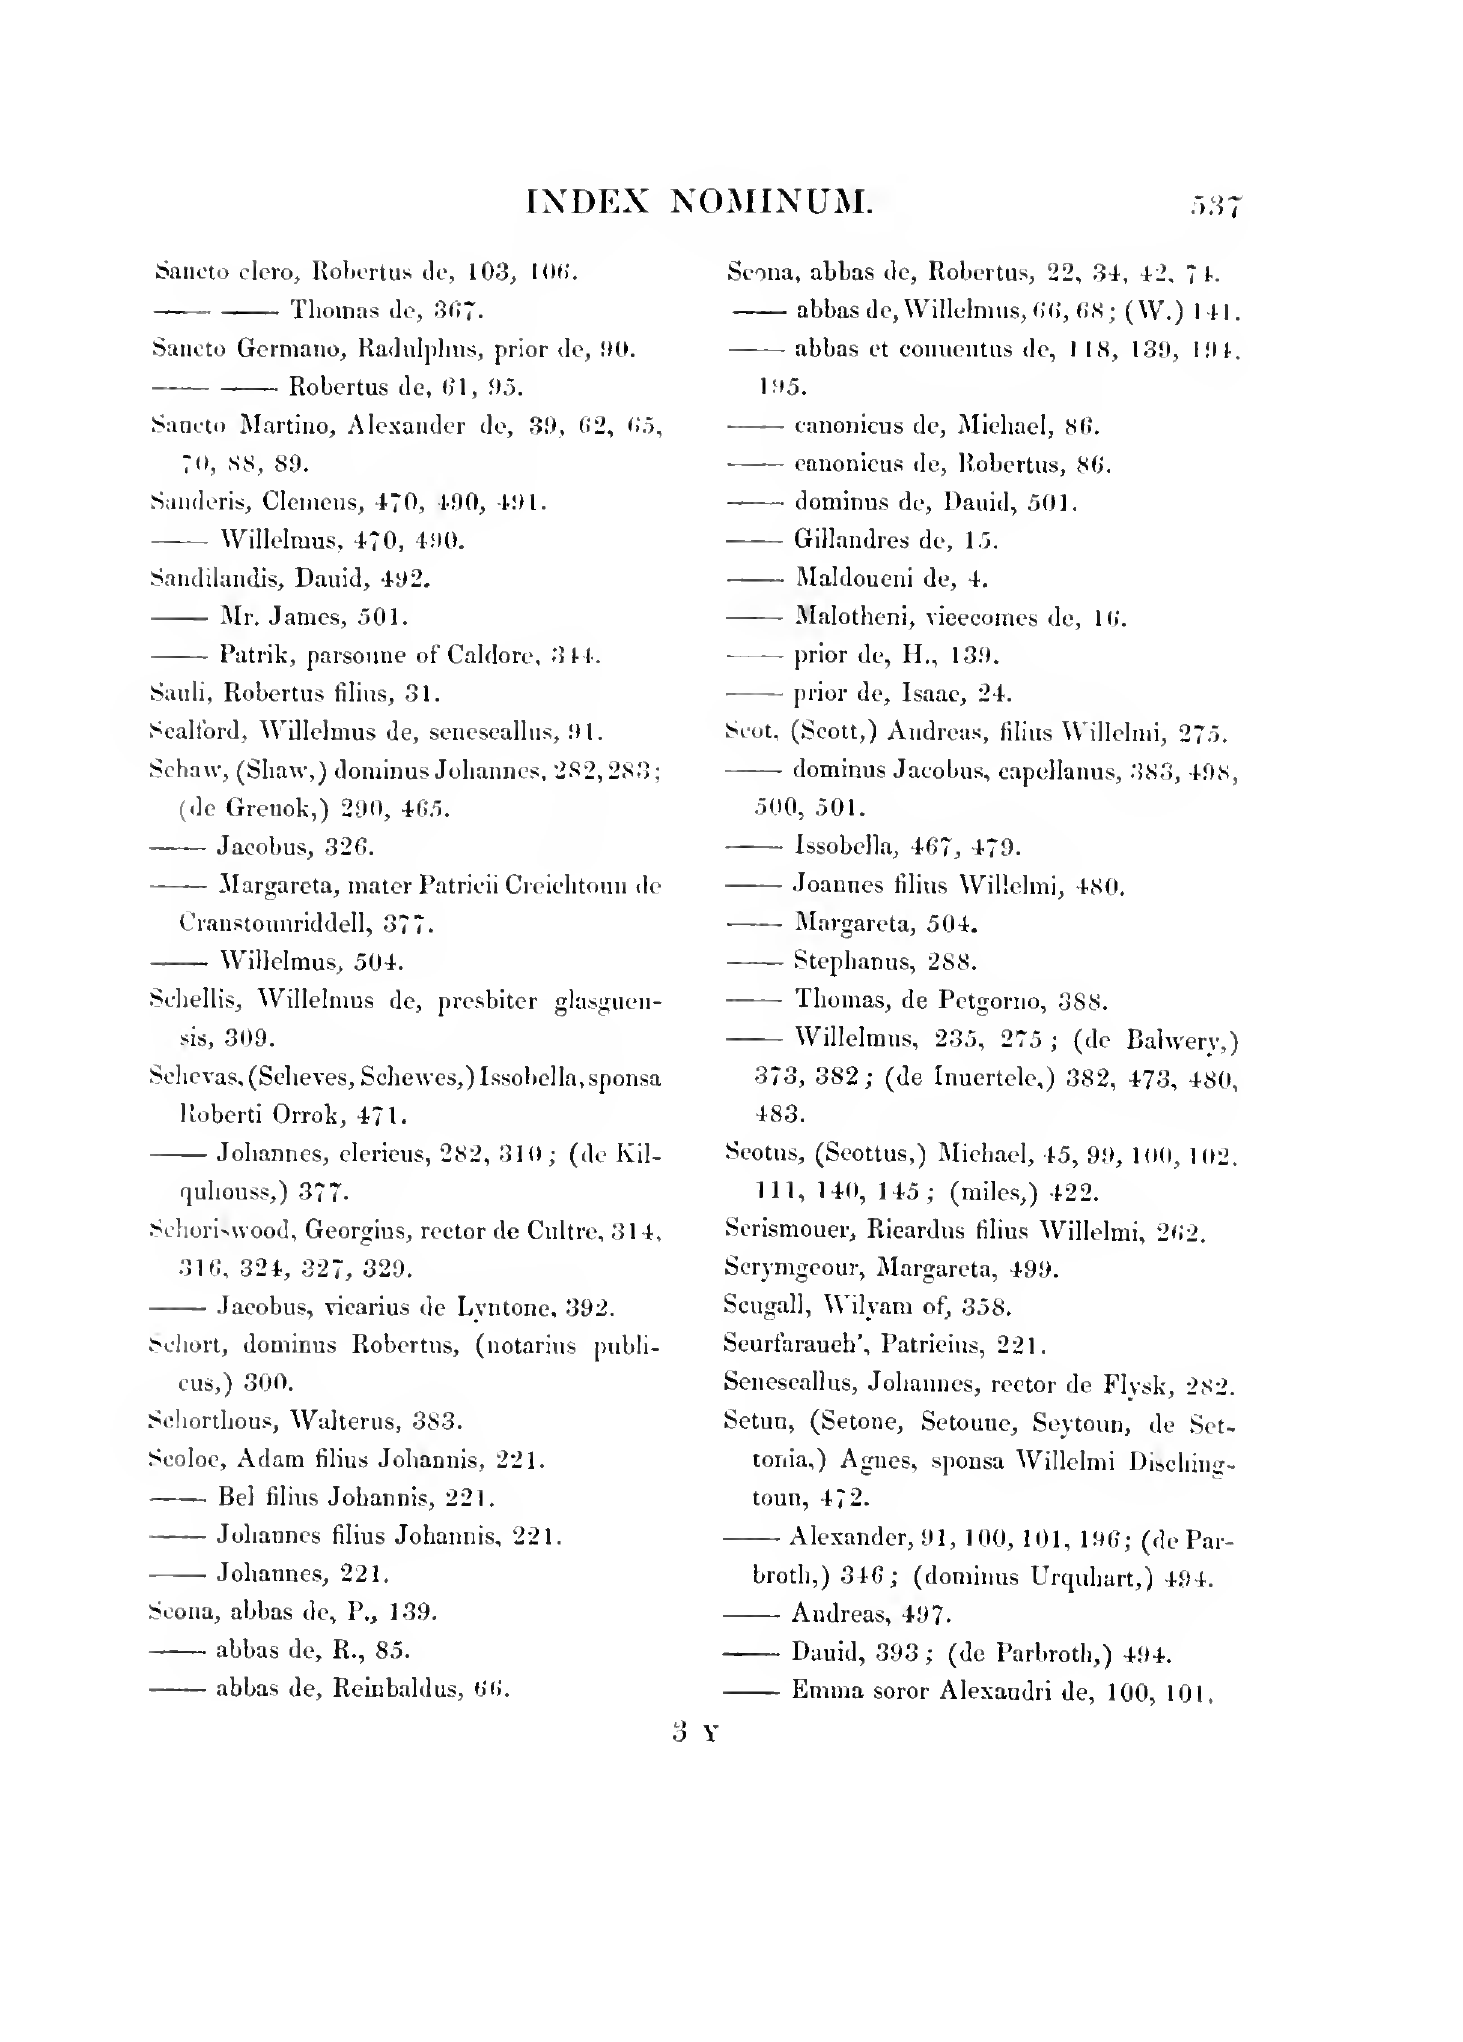 INDEX NOMINUM. 537
Sancto clero, Robertus de, 103, 106.
—— —— Thomas de, 367.
Sancto Germano, Radulphus, prior de, 90.
—— —— Robertus de, 61, 95.
Sancto Martino, Alexander de, 39, 62, 65,
70, 88, 89.
Sanderis, Clemens, 470, 490, 491.
—— Willelmus, 470, 490.
Sandilandis, Dauid, 492.
—— Mr. James, 501.
—— Patrik, parsonne of Caldore, 344.
Sauli, Robertus filius, 31.
Scalford, Willelmus de, senescallus, 91.
Schaw, (Shaw,) dominus Johannes, 282, 283;
(de Grenok,) 290, 465.
—— Jacobus, 326.
—— Margareta, mater Patricii Creichtoun de
Cranstounriddell, 377.
—— Willelmus, 504.
Schellis, Willelmus de, presbiter glasguen-
sis, 309.
Schevas, (Scheves, Schewes,) Issobella, sponsa
Roberti Orrok, 471.
—— Johannes, clericus, 282, 310; (de Kil-
quhouss,) 377.
Schoriswood, Georgius, rector de Cultre, 314,
316, 324, 327, 329.
—— Jacobus, vicarius de Lyntone, 392.
Schort, dominus Robertus, (notarius publi-
cus,) 300.
Schorthous, Walterus, 383.
Scoloc, Adam filius Johannis, 221.
—— Bel filius Johannis, 221.
—— Johannes filius Johannis, 221.
—— Johannes, 221.
Scona, abbas de, P., 139.
—— abbas de, R., 85.
—— abbas de, Reinbaldus, 66.
Scona, abbas de, Robertus, 22, 34, 42, 74.
—— abbas de, Willelmus, 66, 68; (W.) 141.
—— abbas et conuentus de, 118, 139, 194,
195.
—— canonicus de, Michael, 86.
—— canonicus de, Robertus, 86.
—— dominus de, Dauid, 501.
—— Gillandres de, 15.
—— Maldoueni de, 4.
—— Malotheni, vicecomes de, 16.
—— prior de, H., 139.
—— prior de, Isaac, 24.
Scot, (Scott,) Andreas, filius Willelmi, 275.
—— dominus Jacobus, capellanus, 383, 498,
500, 501.
—— Issobella, 467, 479.
—— Joannes filius Willelmi, 480.
—— Margareta, 504.
—— Stephanus, 288.
—— Thomas, de Petgorno, 388.
—— Willelmus, 235, 275; (de Balwery,)
373, 382; (de Inuertele,) 382, 473, 480,
483.
Scotus, (Scottus,) Michael, 45, 99, 100, 102,
111, 140, 145; (miles,) 422.
Scrismouer, Ricardus filius Willelmi, 262.
Scrymgeour, Margareta, 499.
Scugall, Wilyam of, 358.
Scurfarauch', Patricius, 221.
Senescallus, Johannes, rector de Flysk, 282.
Setun, (Setone, Setoune, Seytoun, de Set-
tonia,) Agnes, sponsa Willelmi Disching-
toun, 472.
—— Alexander, 91, 100, 101, 196; (de Par-
broth,) 346; (dominus Urquhart,) 494.
—— Andreas, 497.
—— Dauid, 393; (de Parbroth,) 494.
—— Emma soror Alexandri de, 100, 101.
3 Y